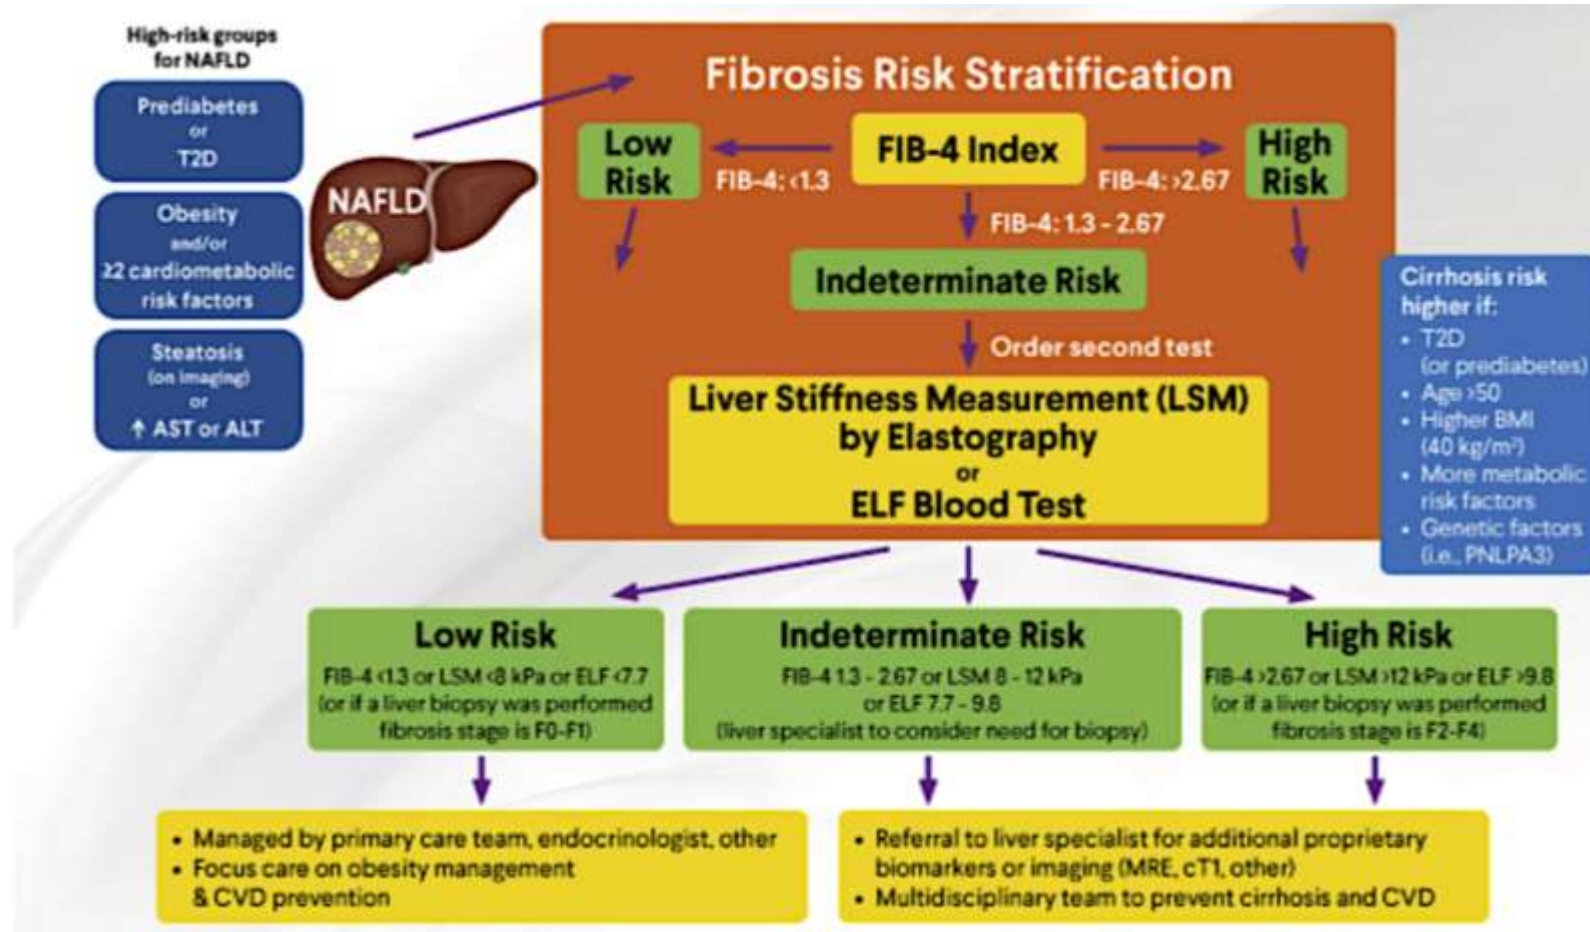 High-risk groups
for NAFLD
Prediabetes
or
T2D
Obesity
and/or
≥2 cardiometabolic
risk factors
Steatosis
(on imaging)
or
↑ AST or ALT
NAFLD
Fibrosis Risk Stratification
Low
Risk
FIB-4: <1.3
FIB-4 Index
FIB-4: >2.67
High
Risk
FIB-4: 1.3 - 2.67
Indeterminate Risk
Order second test
Liver Stiffness Measurement (LSM)
by Elastography
or
ELF Blood Test
Cirrhosis risk
higher if:
• T2D
(or prediabetes)
• Age >50
• Higher BMI
(40 kg/m²)
• More metabolic
risk factors
• Genetic factors
(i.e., PNLPA3)
Low Risk
FIB-4 <1.3 or LSM <8 kPa or ELF <7.7
(or if a liver biopsy was performed
fibrosis stage is F0-F1)
Indeterminate Risk
FIB-4 1.3 - 2.67 or LSM 8 - 12 kPa
or ELF 7.7 - 9.8
(liver specialist to consider need for biopsy)
High Risk
FIB-4 >2.67 or LSM >12 kPa or ELF >9.8
(or if a liver biopsy was performed
fibrosis stage is F2-F4)
• Managed by primary care team, endocrinologist, other
• Focus care on obesity management
& CVD prevention
• Referral to liver specialist for additional proprietary
biomarkers or imaging (MRE, cT1, other)
• Multidisciplinary team to prevent cirrhosis and CVD